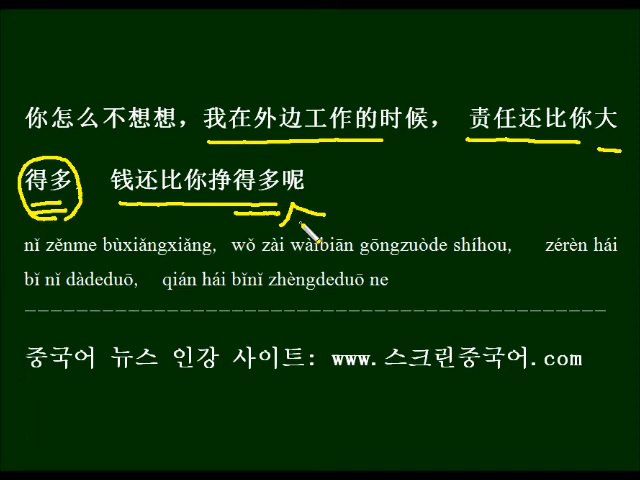 你怎么不想想，我在外边工作的时候， 责任还比你大
得多， 钱还比你挣得多呢
nǐ zěnme bùxiǎngxiǎng, wǒ zài wàibiān gōngzuòde shíhou, zérèn hái
bǐ nǐ dàdeduō, qián hái bǐnǐ zhèngdeduō ne
중국어 뉴스 인강 사이트: www.스크린중국어.com